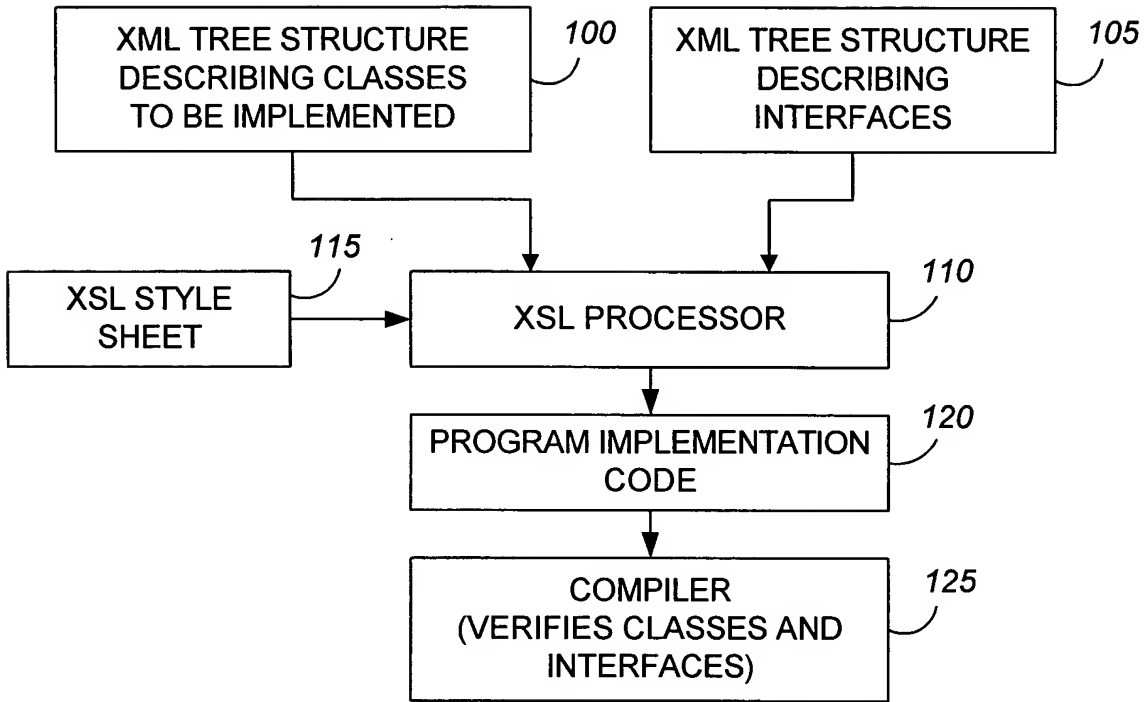 XML TREE STRUCTURE
DESCRIBING CLASSES
TO BE IMPLEMENTED
100
XML TREE STRUCTURE
DESCRIBING
INTERFACES
105
115
XSL STYLE
SHEET
XSL PROCESSOR
110
PROGRAM IMPLEMENTATION
CODE
120
COMPILER
(VERIFIES CLASSES AND
INTERFACES)
125